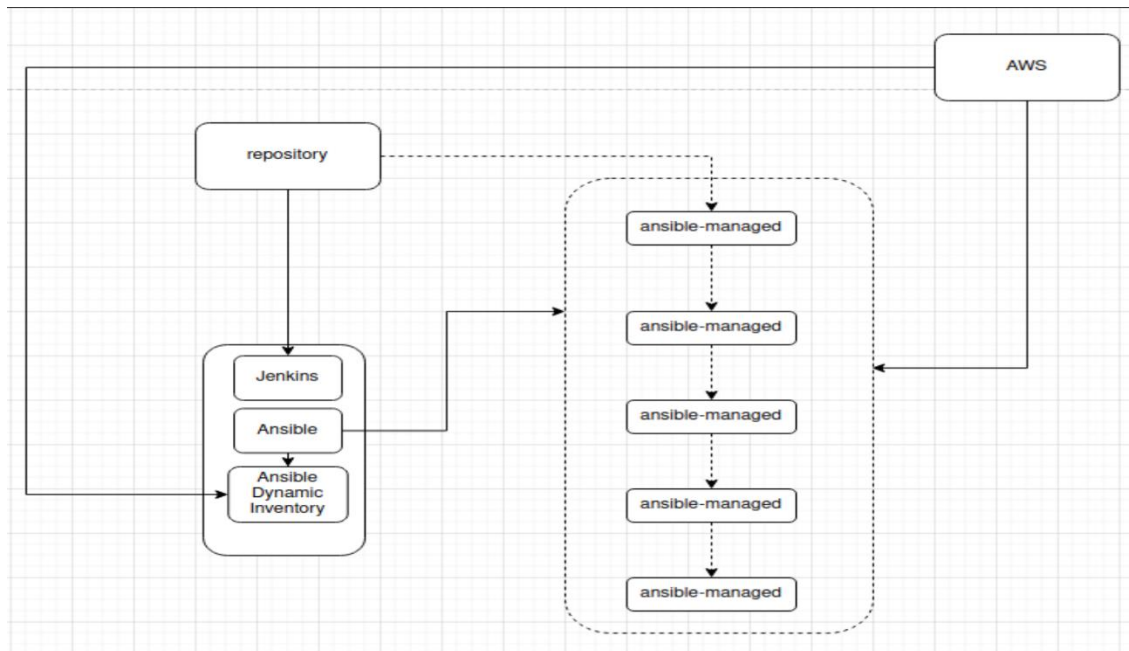 AWS
repository
ansible-managed
ansible-managed
Jenkins
ansible-managed
Ansible
Ansible
Dynamic
Inventory
ansible-managed
ansible-managed